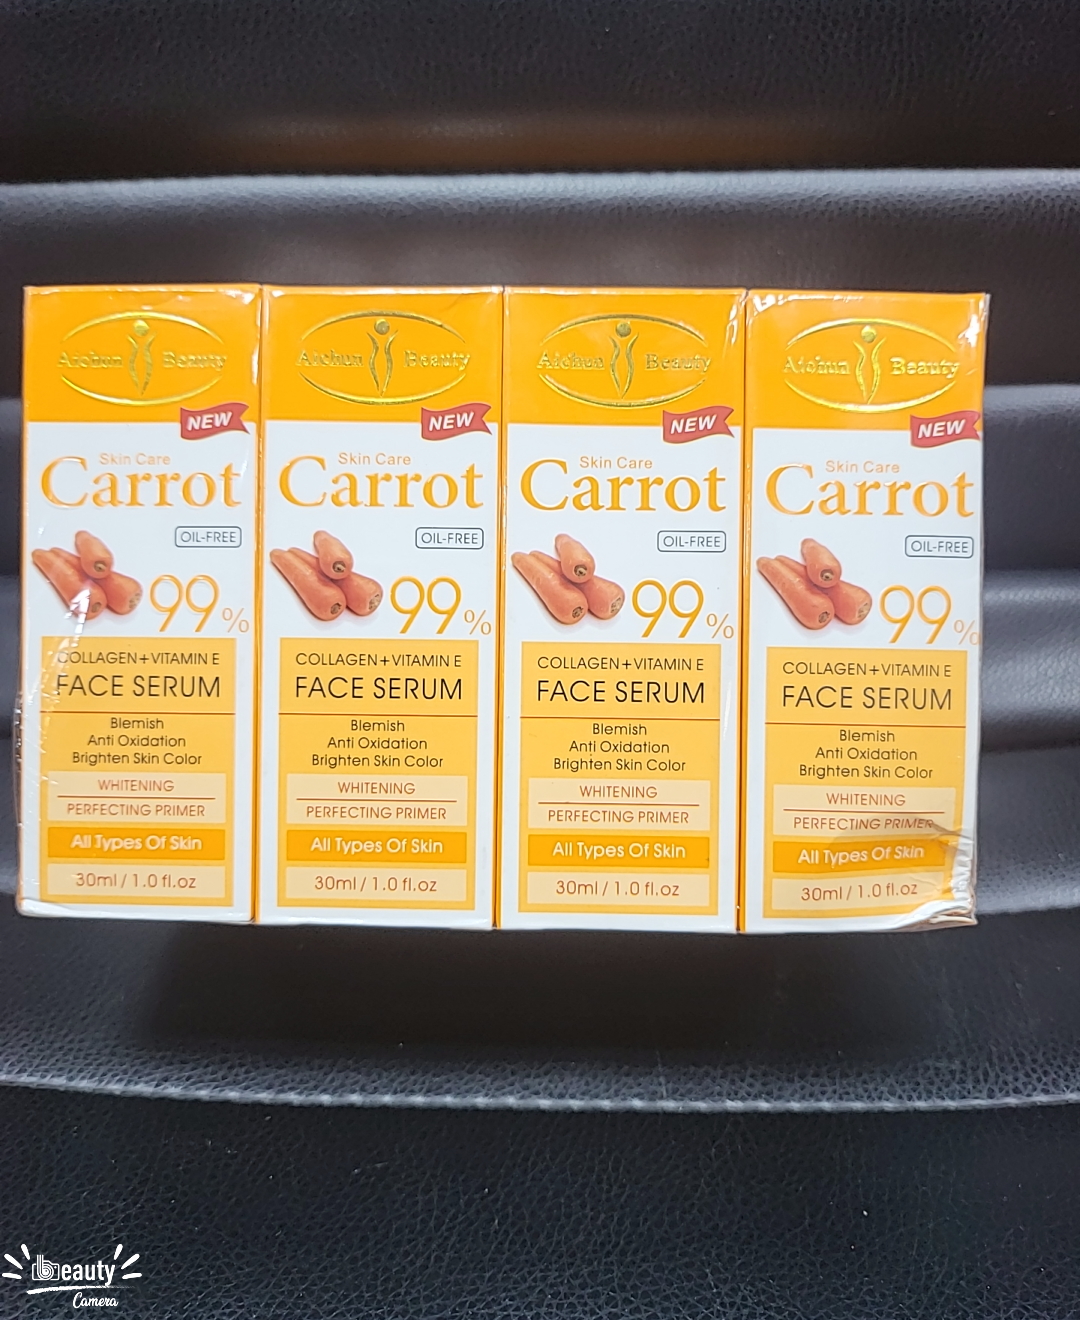 Aichun Beauty
NEW
Skin Care
Carrot
OIL-FREE
99%
COLLAGEN+VITAMIN E
FACE SERUM
Blemish
Anti Oxidation
Brighten Skin Color
WHITENING
PERFECTING PRIMER
All Types Of Skin
30ml / 1.0 fl.oz
Aichun Beauty
NEW
Skin Care
Carrot
OIL-FREE
99%
COLLAGEN+VITAMIN E
FACE SERUM
Blemish
Anti Oxidation
Brighten Skin Color
WHITENING
PERFECTING PRIMER
All Types Of Skin
30ml / 1.0 fl.oz
Aichun Beauty
NEW
Skin Care
Carrot
OIL-FREE
99%
COLLAGEN+VITAMIN E
FACE SERUM
Blemish
Anti Oxidation
Brighten Skin Color
WHITENING
PERFECTING PRIMER
All Types Of Skin
30ml / 1.0 fl.oz
Aichun Beauty
NEW
Skin Care
Carrot
OIL-FREE
99%
COLLAGEN+VITAMIN E
FACE SERUM
Blemish
Anti Oxidation
Brighten Skin Color
WHITENING
PERFECTING PRIMER
All Types Of Skin
30ml / 1.0 fl.oz
beauty
Camera